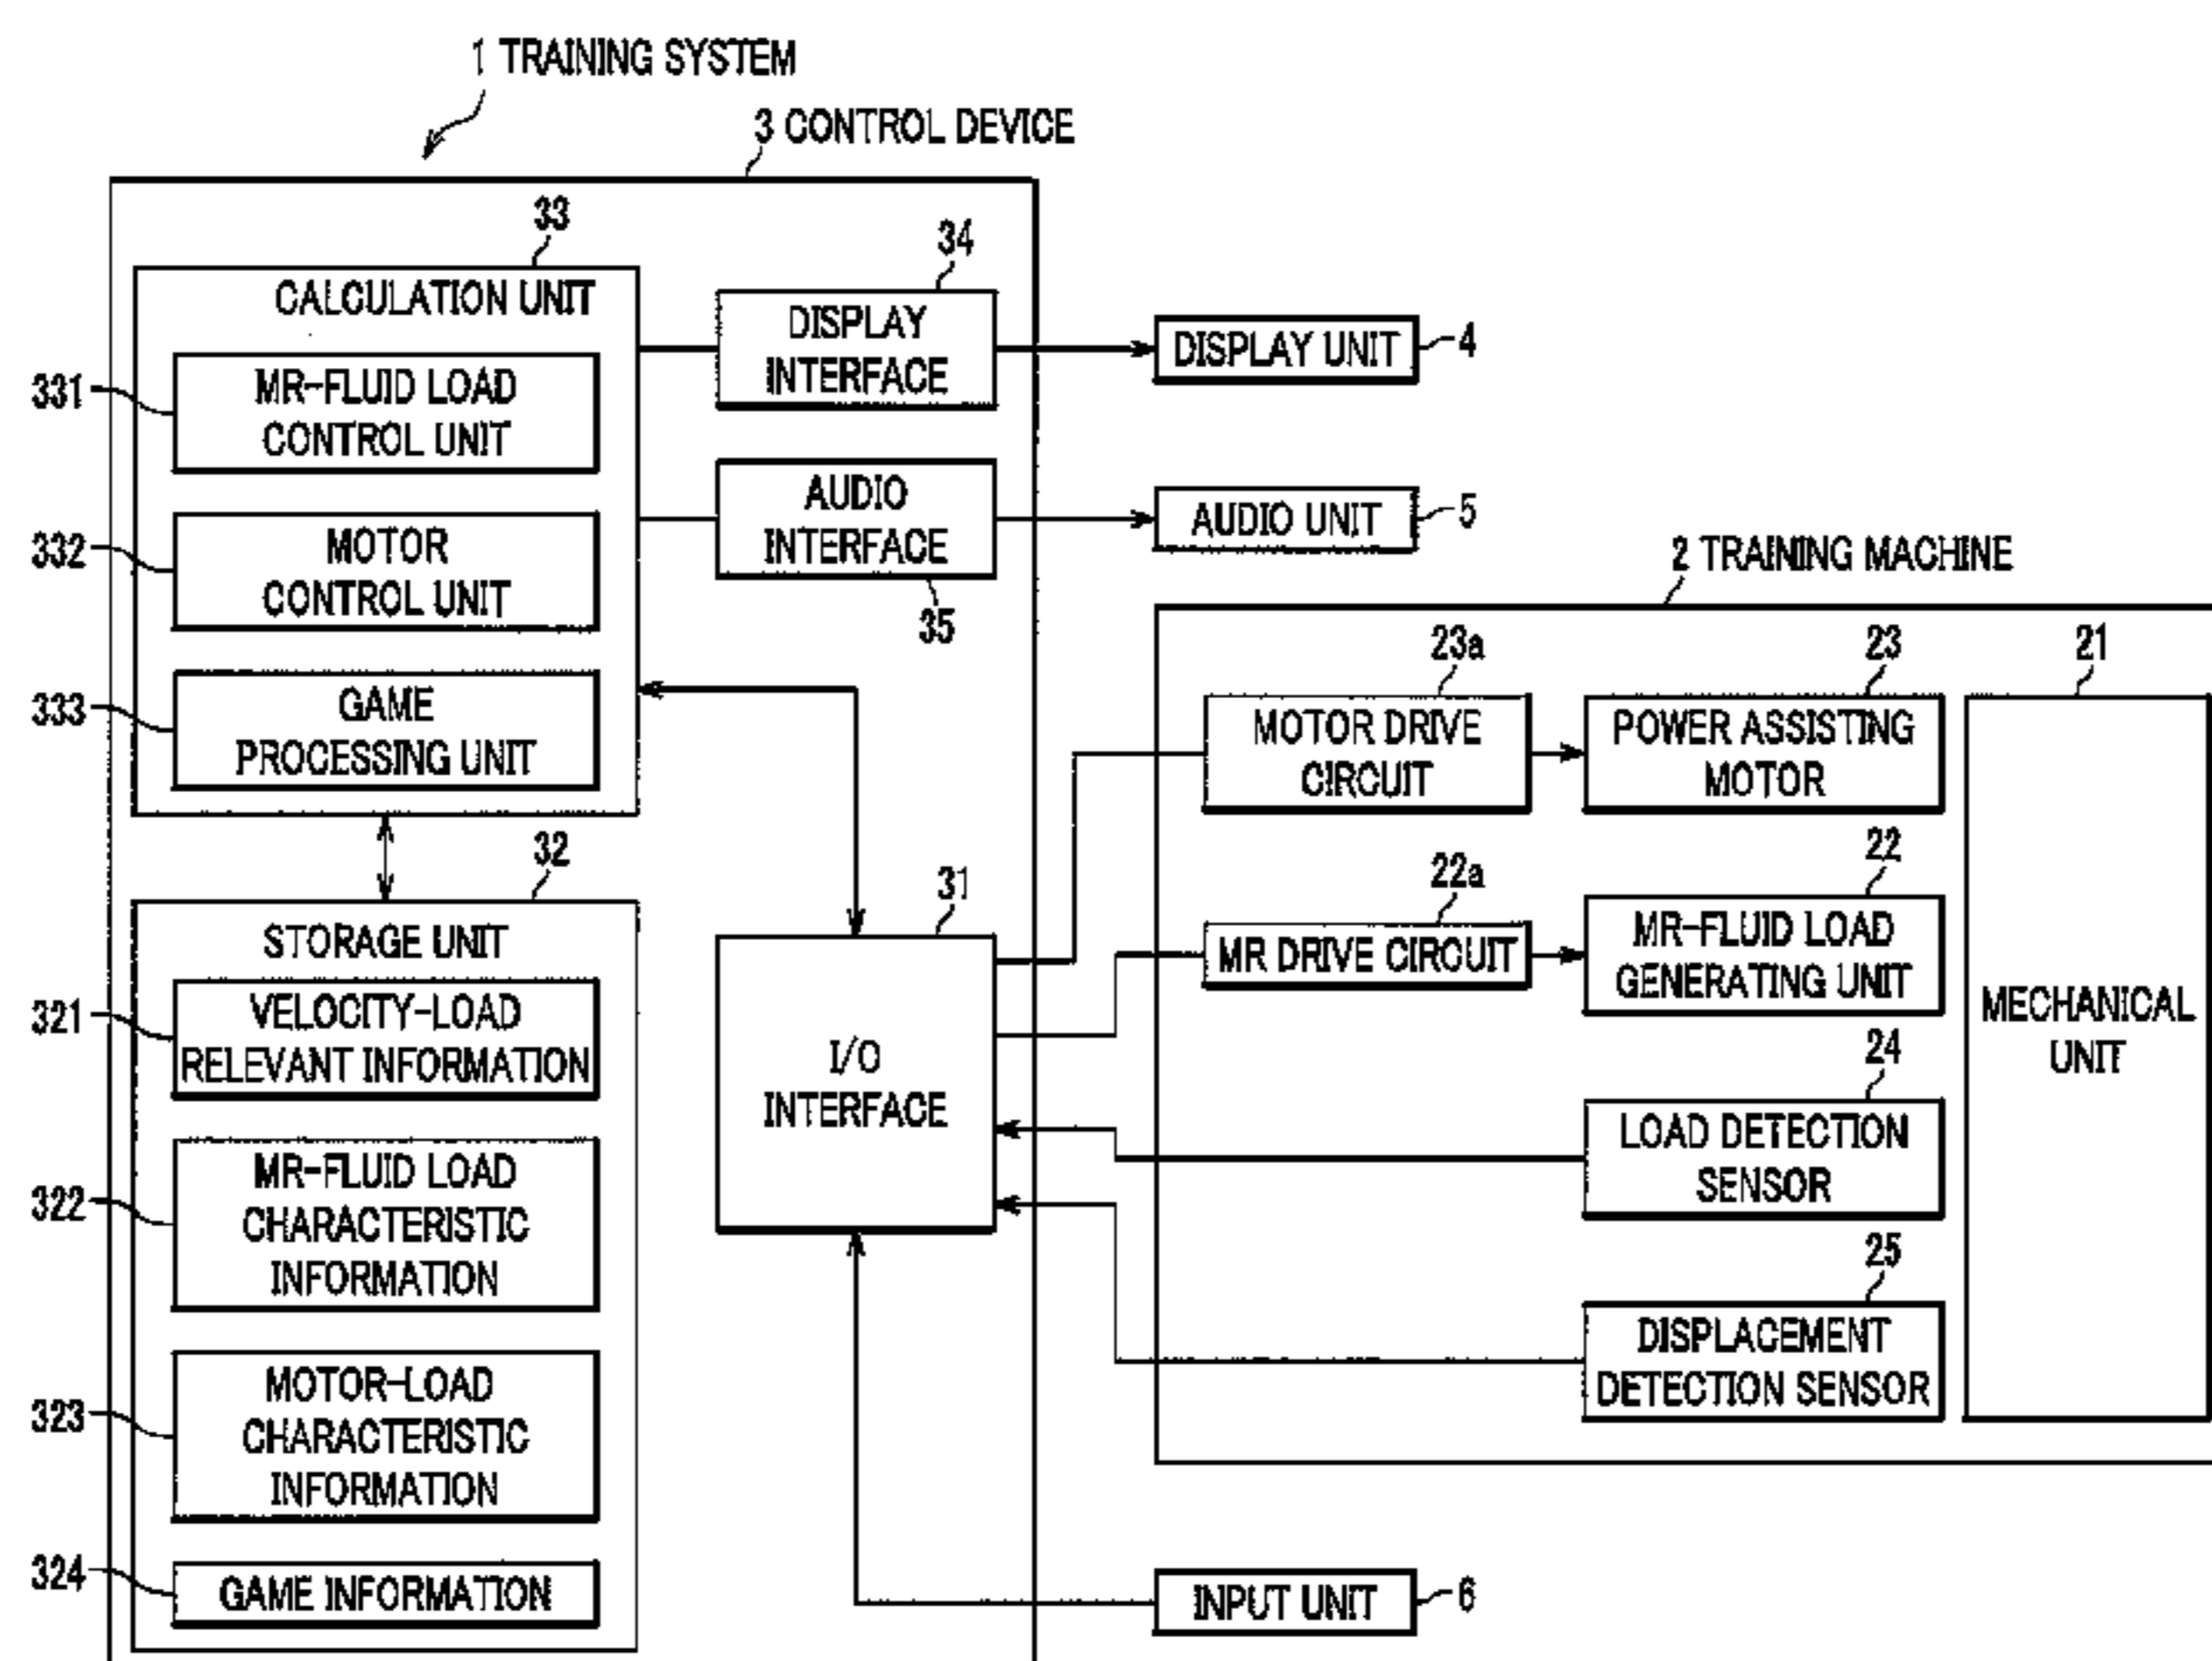 1 TRAINING SYSTEM
3 CONTROL DEVICE
33
CALCULATION UNIT
331
MR-FLUID LOAD
CONTROL UNIT
332
MOTOR
CONTROL UNIT
333
GAME
PROCESSING UNIT
34
DISPLAY
INTERFACE
DISPLAY UNIT
4
AUDIO
INTERFACE
35
AUDIO UNIT
5
32
STORAGE UNIT
321
VELOCITY-LOAD
RELEVANT INFORMATION
322
MR-FLUID LOAD
CHARACTERISTIC
INFORMATION
323
MOTOR-LOAD
CHARACTERISTIC
INFORMATION
324
GAME INFORMATION
31
I/O
INTERFACE
2 TRAINING MACHINE
23a
MOTOR DRIVE
CIRCUIT
23
POWER ASSISTING
MOTOR
22a
MR DRIVE CIRCUIT
22
MR-FLUID LOAD
GENERATING UNIT
24
LOAD DETECTION
SENSOR
25
DISPLACEMENT
DETECTION SENSOR
21
MECHANICAL
UNIT
INPUT UNIT
6